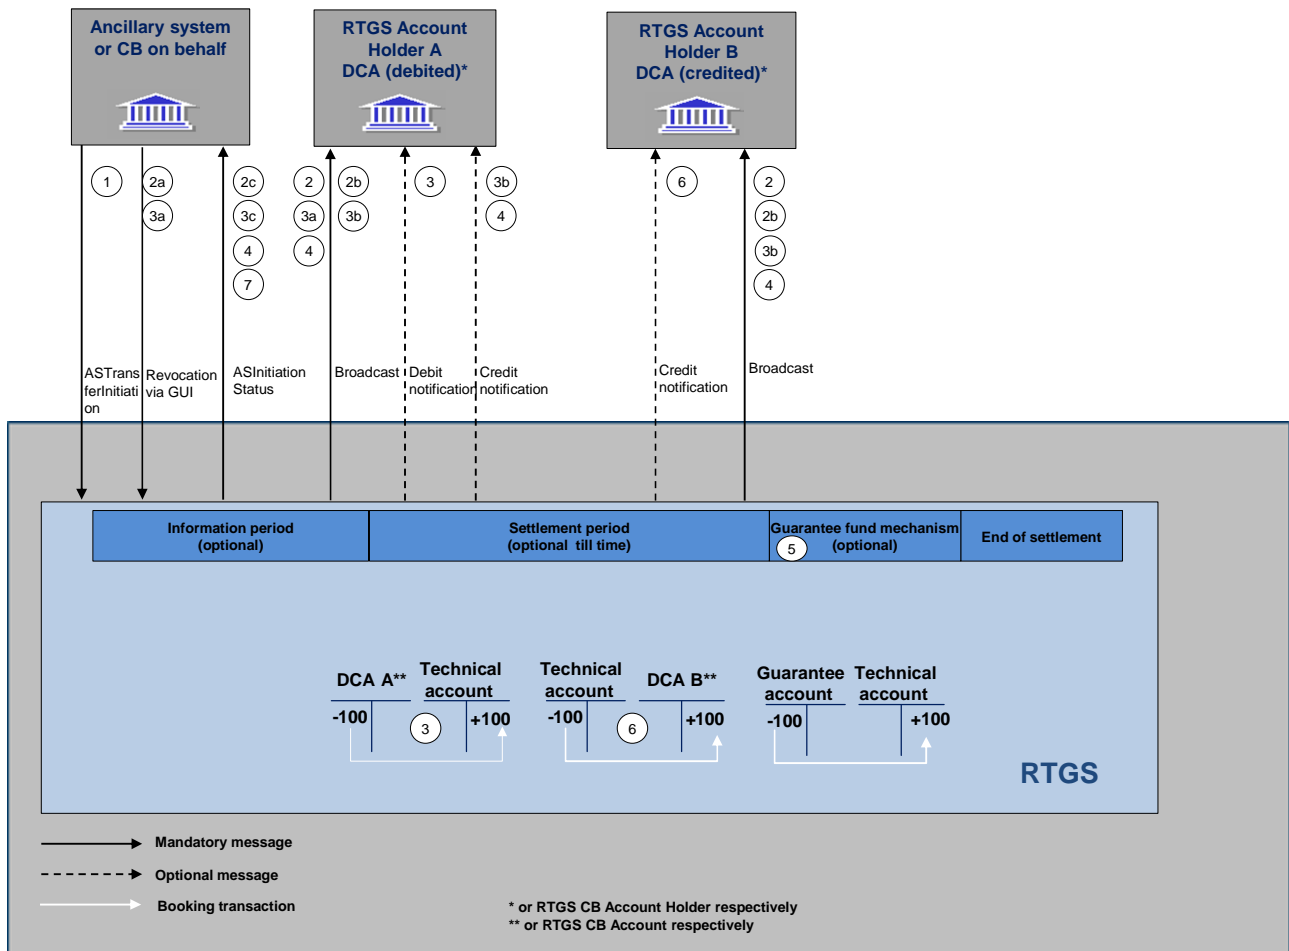 Ancillary system
or CB on behalf
RTGS Account
Holder A
DCA (debited)*
RTGS Account
Holder B
DCA (credited)*
1
2a
3a
2c
3c
4
7
2
3a
4
2b
3b
3
3b
4
6
2
2b
3b
4
ASTrans
ferInitiati
on
Revocation
via GUI
ASInitiation
Status
Broadcast
Debit
notification
Credit
notification
Credit
notification
Broadcast
Information period
(optional)
Settlement period
(optional till time)
Guarantee fund mechanism
(optional)
5
End of settlement
DCA A**
Technical
account
-100
3
+100
Technical
account
DCA B**
-100
6
+100
Guarantee
account
Technical
account
-100
+100
RTGS
Mandatory message
Optional message
Booking transaction
* or RTGS CB Account Holder respectively
** or RTGS CB Account respectively